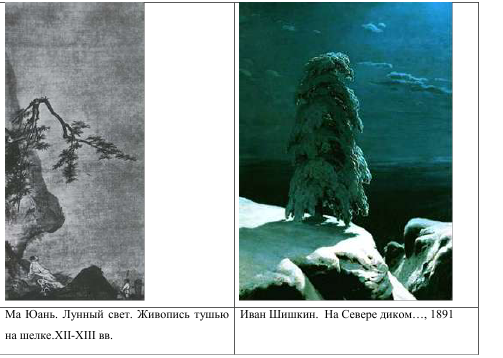 Ма Юань. Лунный свет. Живопись тушью
на шелке.XII-XIII вв.
Иван Шишкин.  На Севере диком…, 1891